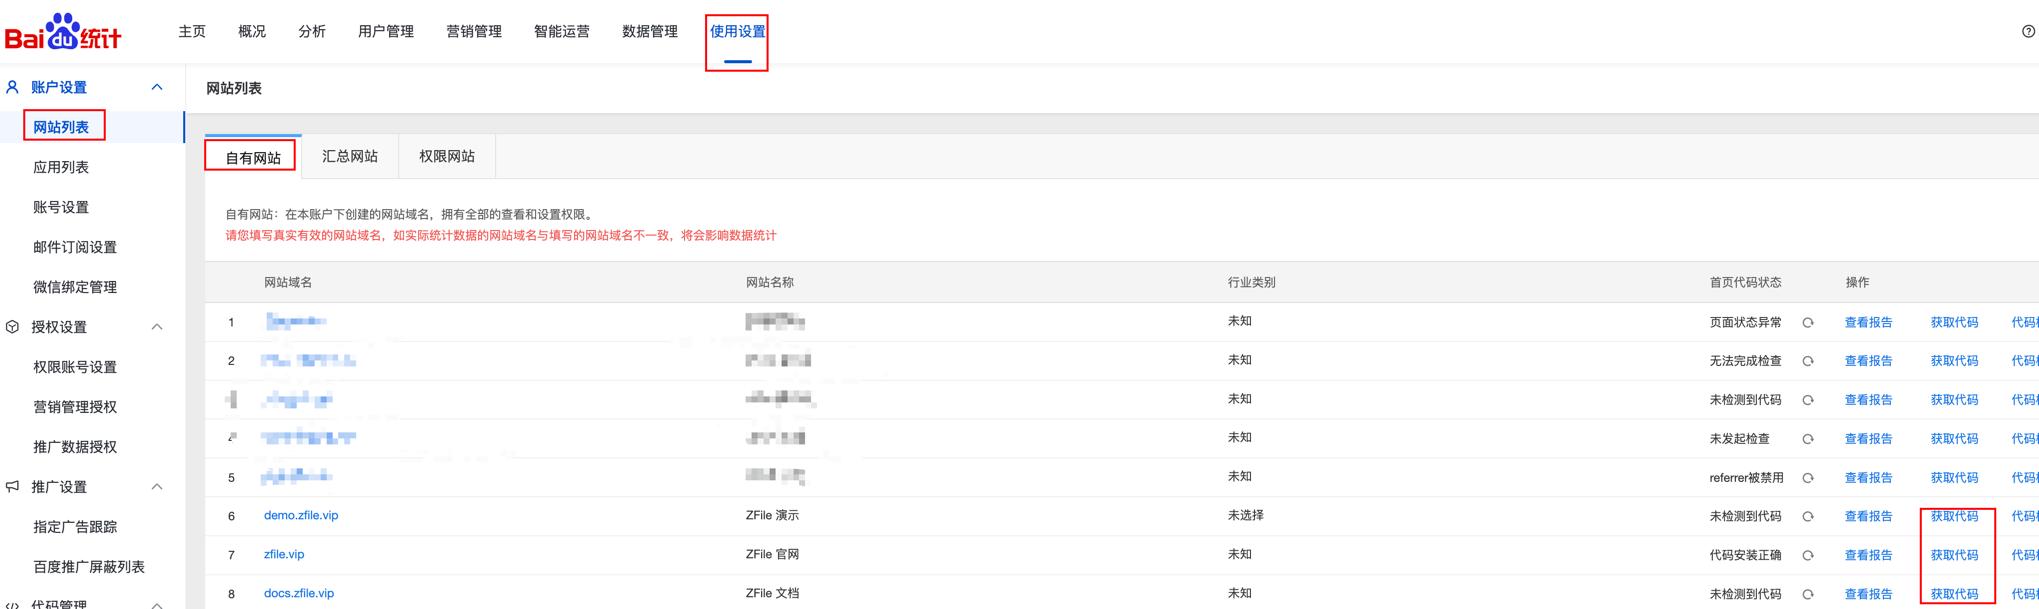 Bai du 统计
主页 概况 分析 用户管理 营销管理 智能运营 数据管理 使用设置
账户设置
网站列表
应用列表
账号设置
邮件订阅设置
微信绑定管理
授权设置
权限账号设置
营销管理授权
推广数据授权
推广设置
指定广告跟踪
百度推广屏蔽列表
代码管理
网站列表
自有网站 汇总网站 权限网站
自有网站：在本账户下创建的网站域名，拥有全部的查看和设置权限。
请您填写真实有效的网站域名，如实际统计数据的网站域名与填写的网站域名不一致，将会影响数据统计
网站域名 网站名称 行业类别 首页代码状态 操作
1 未知 页面状态异常 查看报告 获取代码 代码
2 未知 无法完成检查 查看报告 获取代码 代码
未知 未检测到代码 查看报告 获取代码 代码
未知 未发起检查 查看报告 获取代码 代码
5 未知 referrer被禁用 查看报告 获取代码 代码
6 demo.zfile.vip ZFile 演示 未选择 未检测到代码 查看报告 获取代码 代码
7 zfile.vip ZFile 官网 未知 代码安装正确 查看报告 获取代码 代码
8 docs.zfile.vip ZFile 文档 未知 未检测到代码 查看报告 获取代码 代码